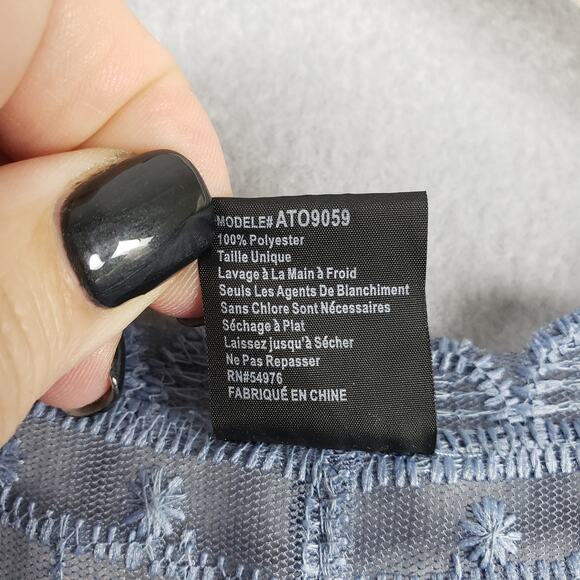 MODELE# ATO9059
100% Polyester
Taille Unique
Lavage à La Main à Froid
Seuls Les Agents De Blanchiment
Sans Chlore Sont Nécessaires
Séchage à Plat
Laissez jusqu'à Sécher
Ne Pas Repasser
RN#54976
FABRIQUÉ EN CHINE